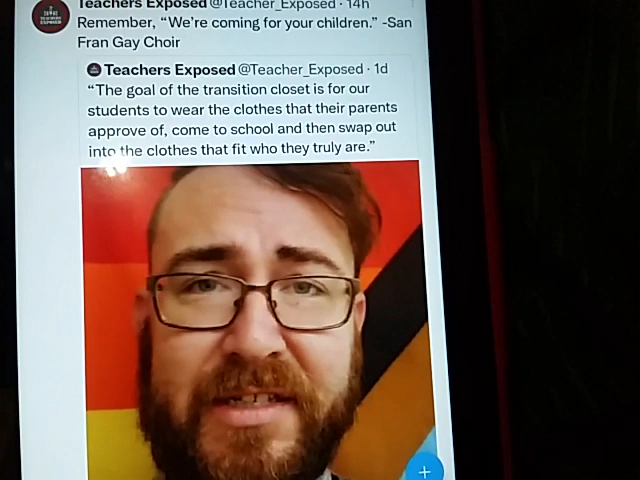 Teachers Exposed @Teacher_Exposed · 14h
Remember, “We’re coming for your children.” -San
Fran Gay Choir
Teachers Exposed @Teacher_Exposed · 1d
“The goal of the transition closet is for our
students to wear the clothes that their parents
approve of, come to school and then swap out
into the clothes that fit who they truly are.”